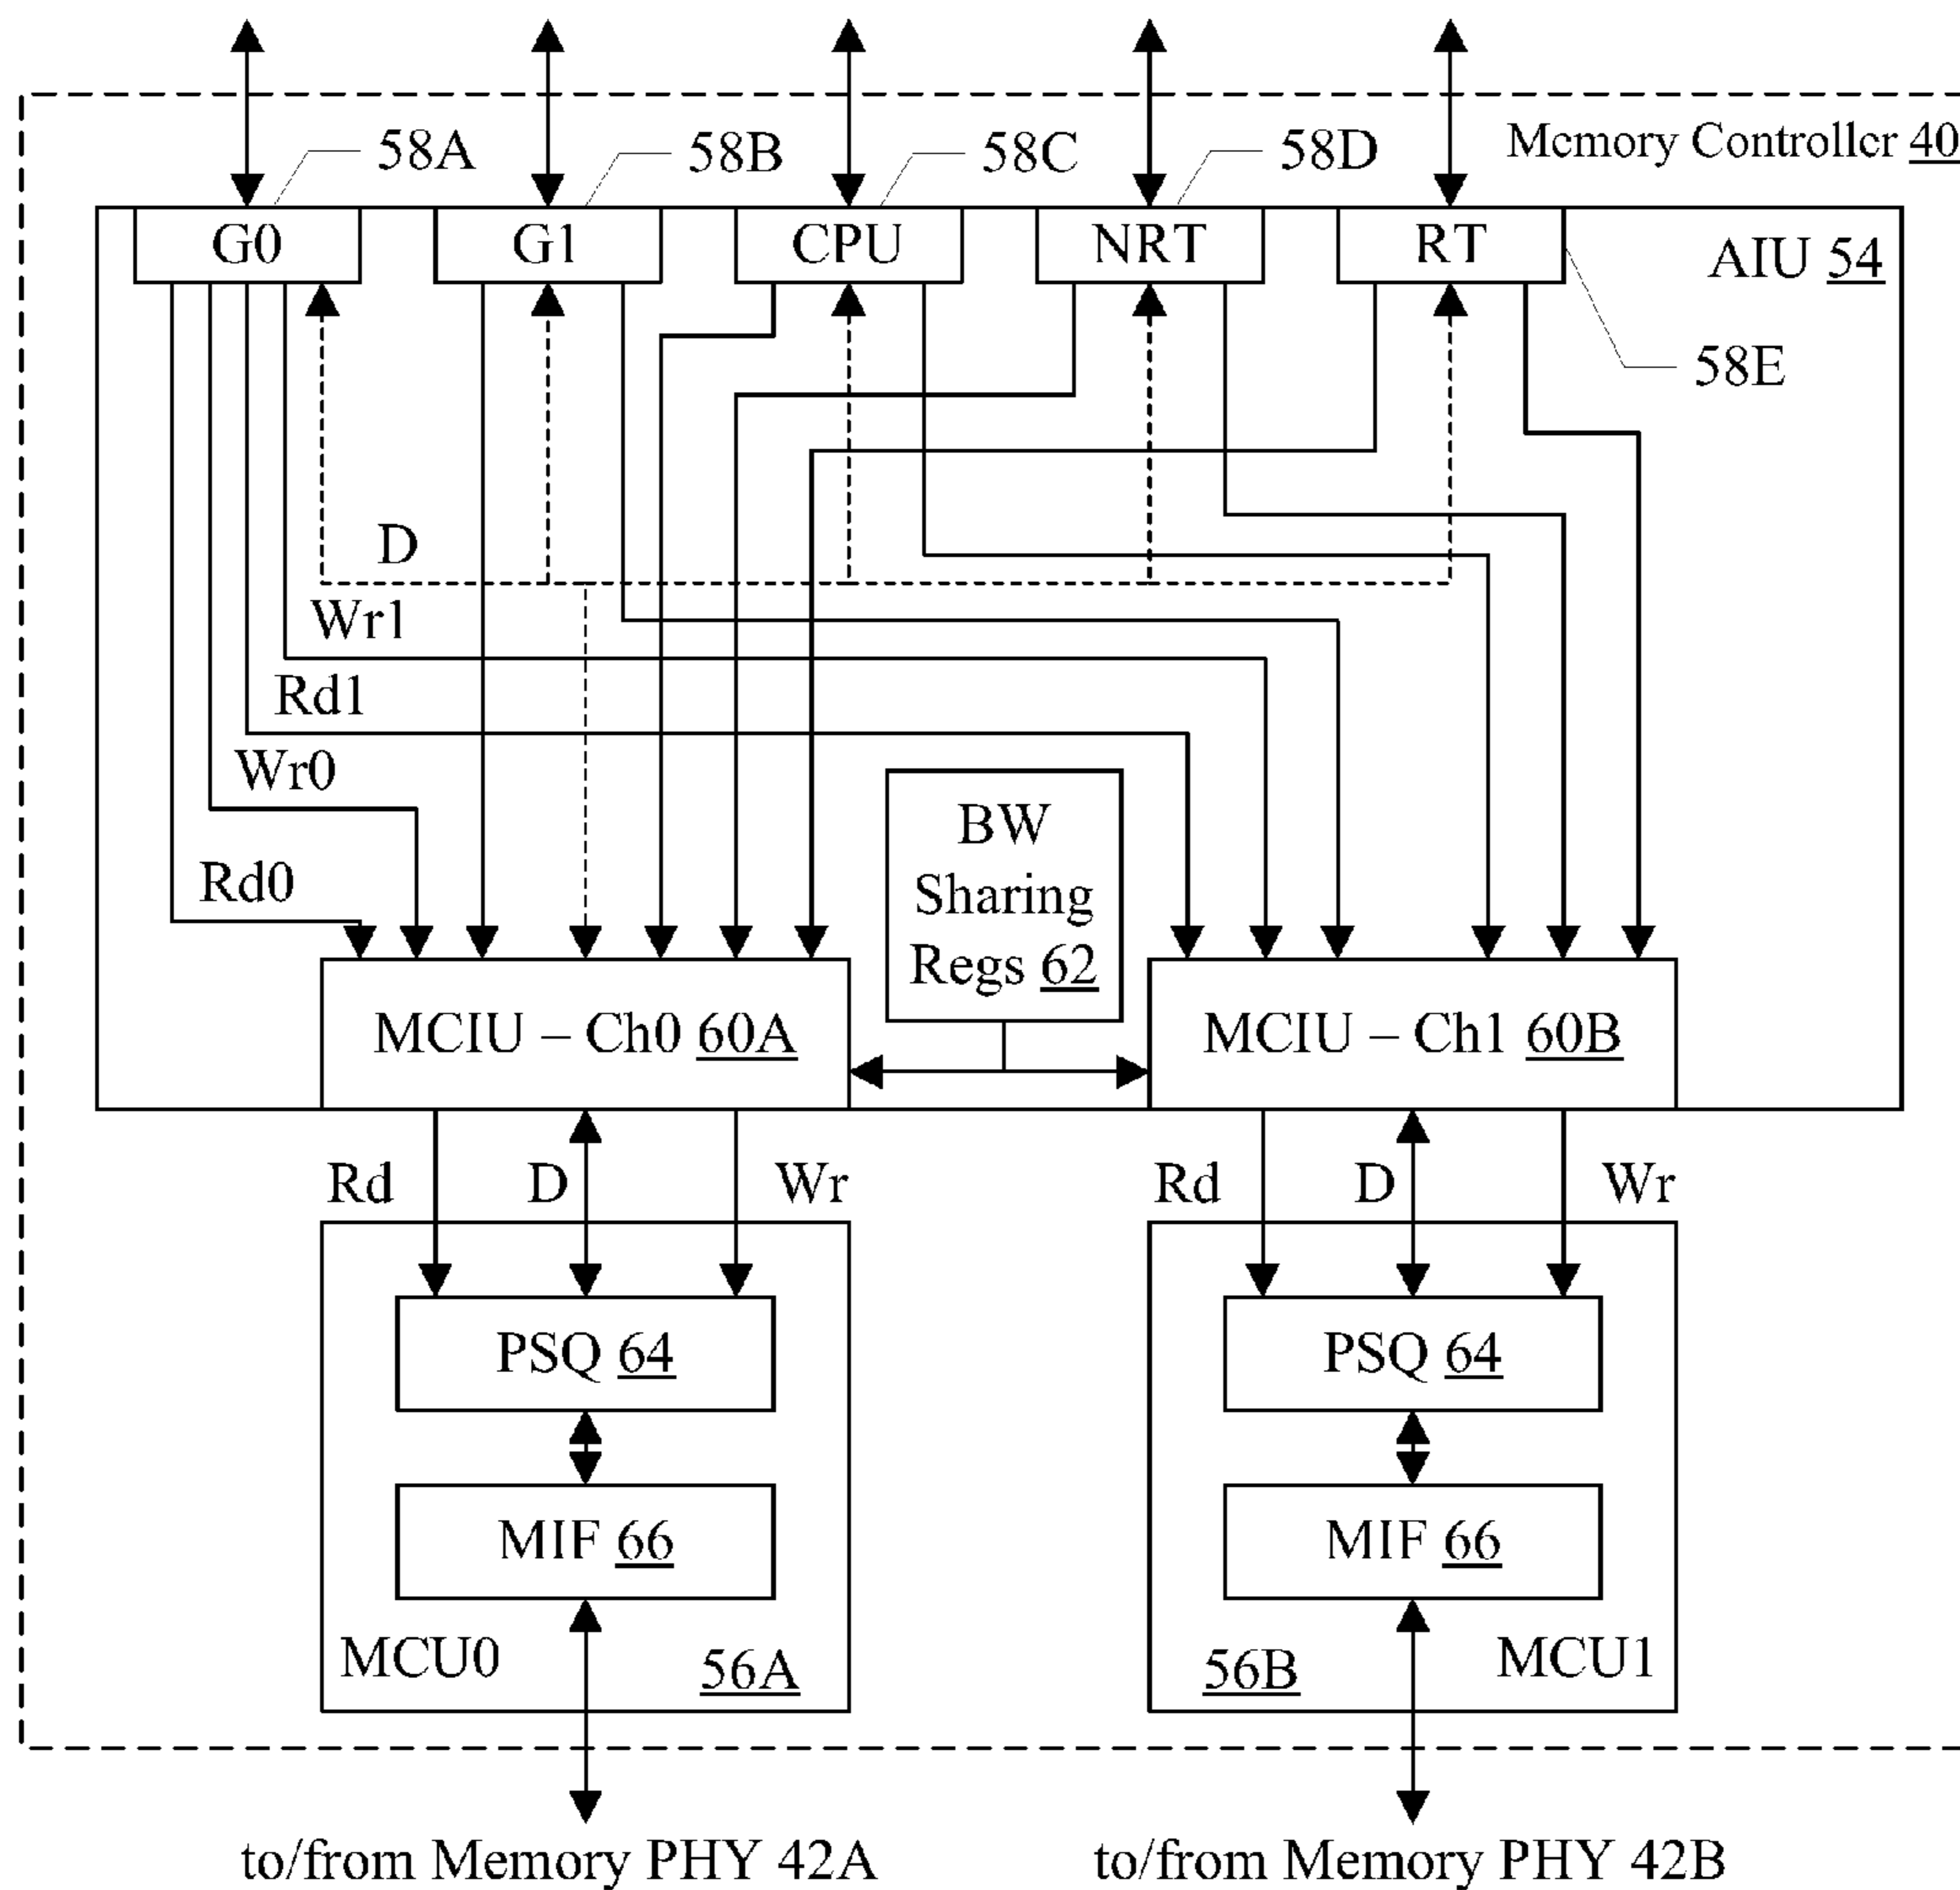 58A 58B 58C 58D Memory Controller 40
G0 G1 CPU NRT RT AIU 54
58E
D
Wr1
Rd1
Wr0
Rd0
BW
Sharing
Regs 62
MCIU – Ch0 60A MCIU – Ch1 60B
Rd D Wr Rd D Wr
PSQ 64 PSQ 64
MIF 66 MIF 66
MCU0 56A 56B MCU1
to/from Memory PHY 42A to/from Memory PHY 42B